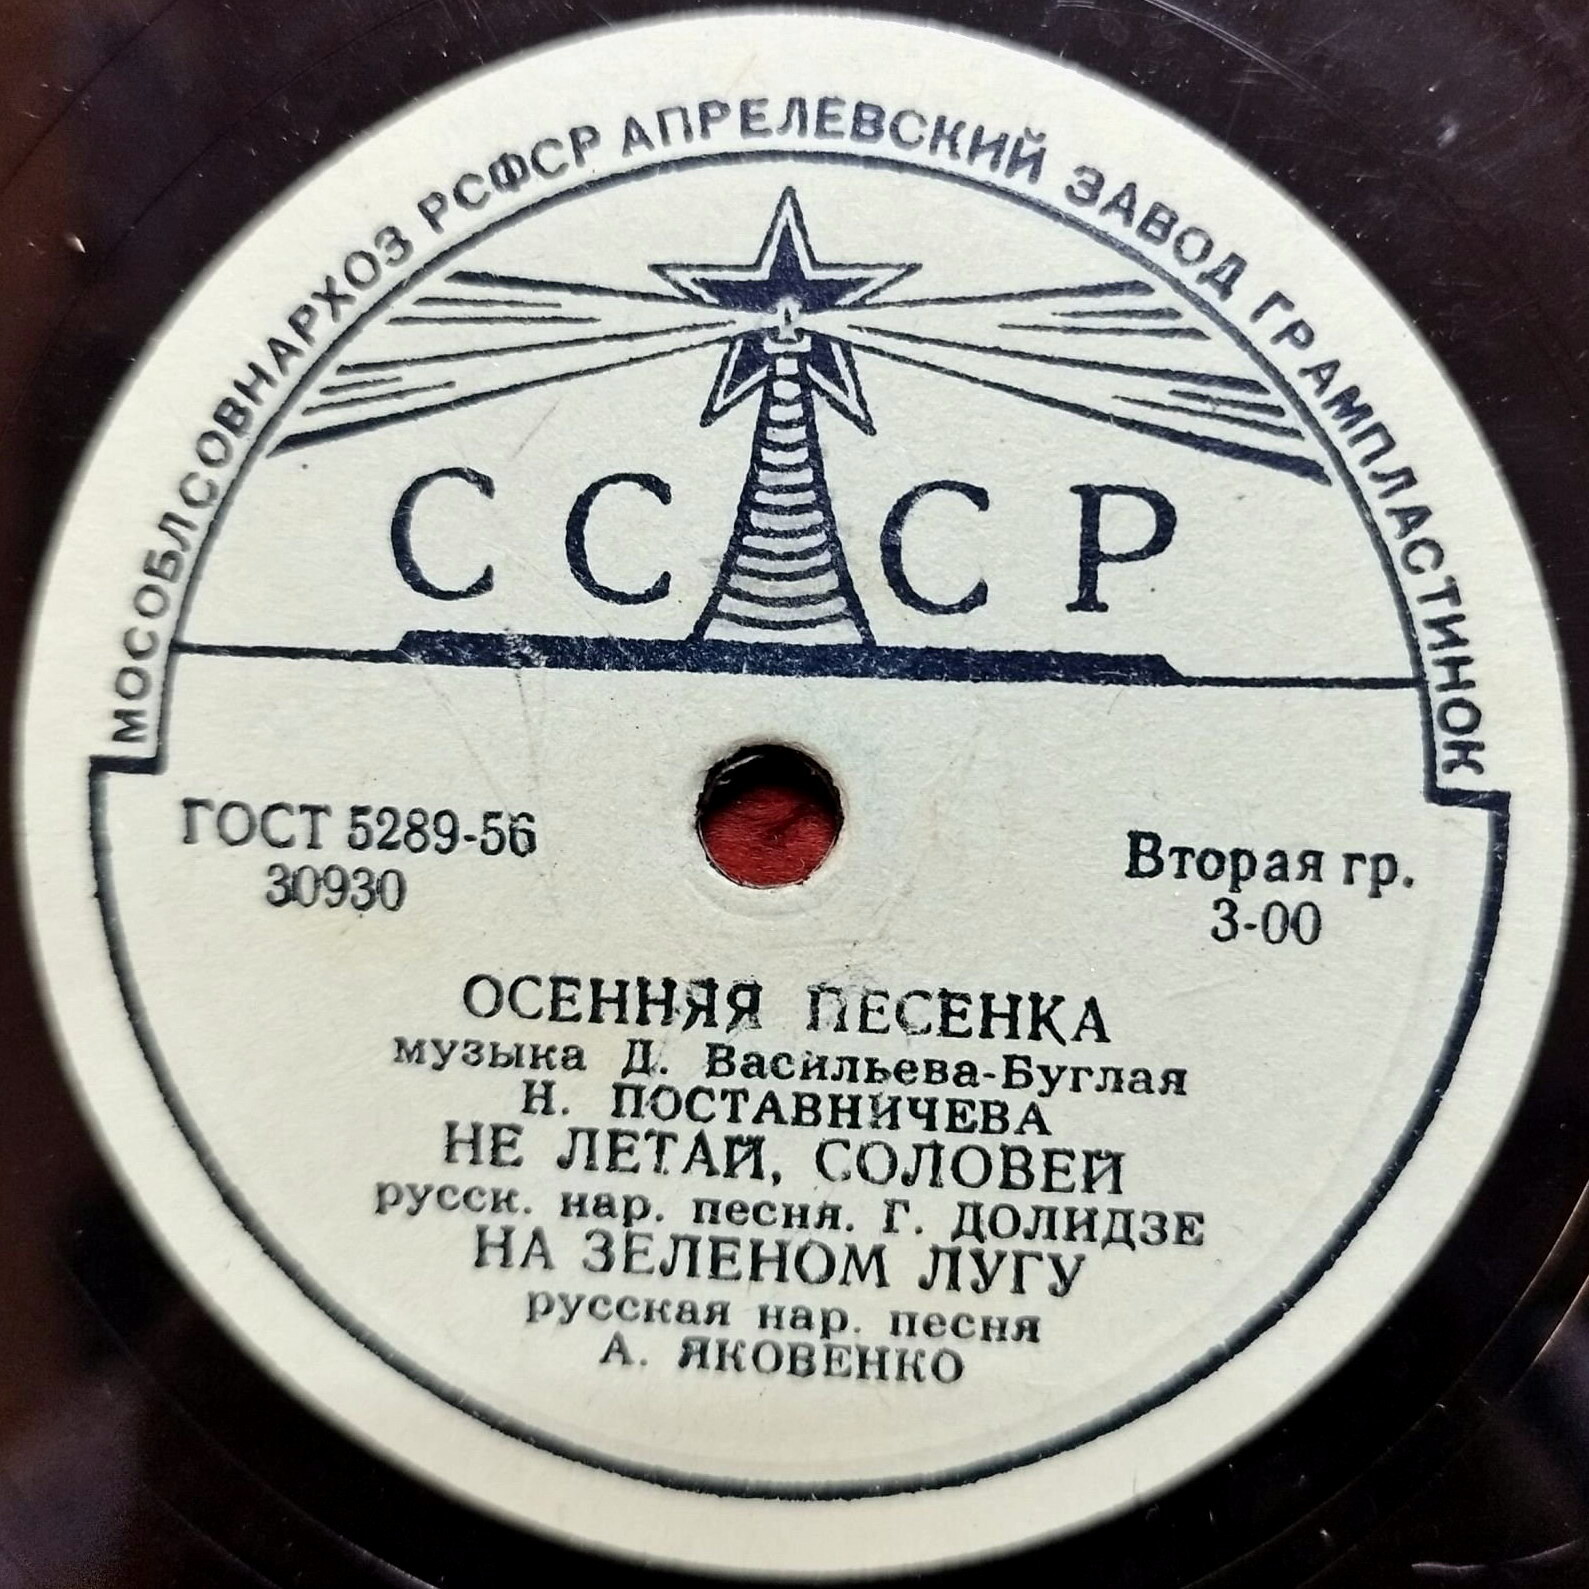 МОСОБЛСОВНАРХОЗ РСФСР АПРЕЛЕВСКИЙ ЗАВОД ГРАМПЛАСТИНОК
СССР
ГОСТ 5289-56
30930
Вторая гр.
3-00
ОСЕННЯЯ ПЕСЕНКА
музыка Д. Васильева-Буглая
Н. ПОСТАВНИЧЕВА
НЕ ЛЕТАЙ, СОЛОВЕЙ
русск. нар. песня. Г. ДОЛИДЗЕ
НА ЗЕЛЕНОМ ЛУГУ
русская нар. песня
А. ЯКОВЕНКО